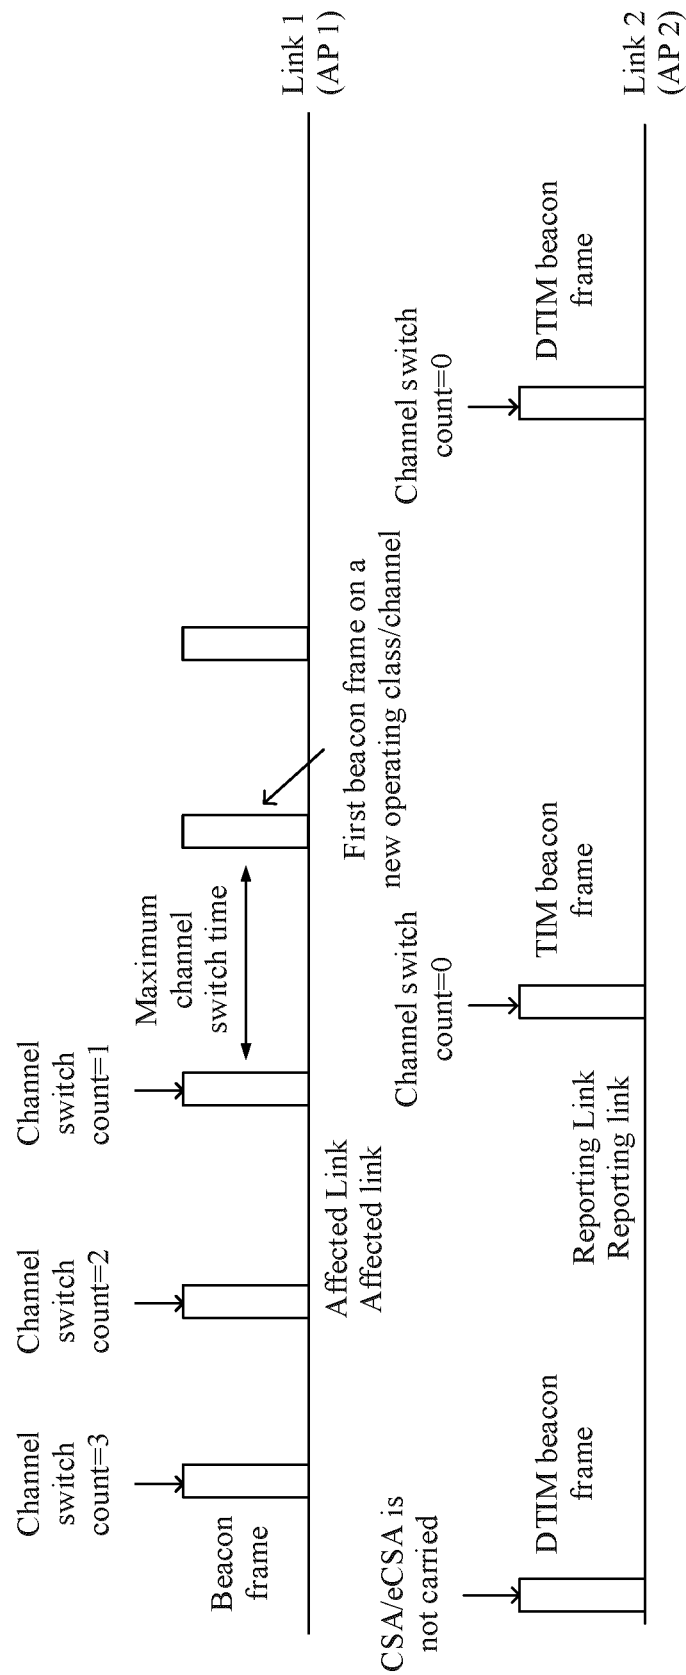 Channel
switch
count=3
Channel
switch
count=2
Channel
switch
count=1
Maximum
channel
switch time
Beacon
frame
Link 1
(AP 1)
Affected Link
Affected link
First beacon frame on a
new operating class/channel
CSA/eCSA is
not carried
Channel switch
count=0
Channel switch
count=0
DTIM beacon
frame
TIM beacon
frame
DTIM beacon
frame
Reporting Link
Reporting link
Link 2
(AP 2)